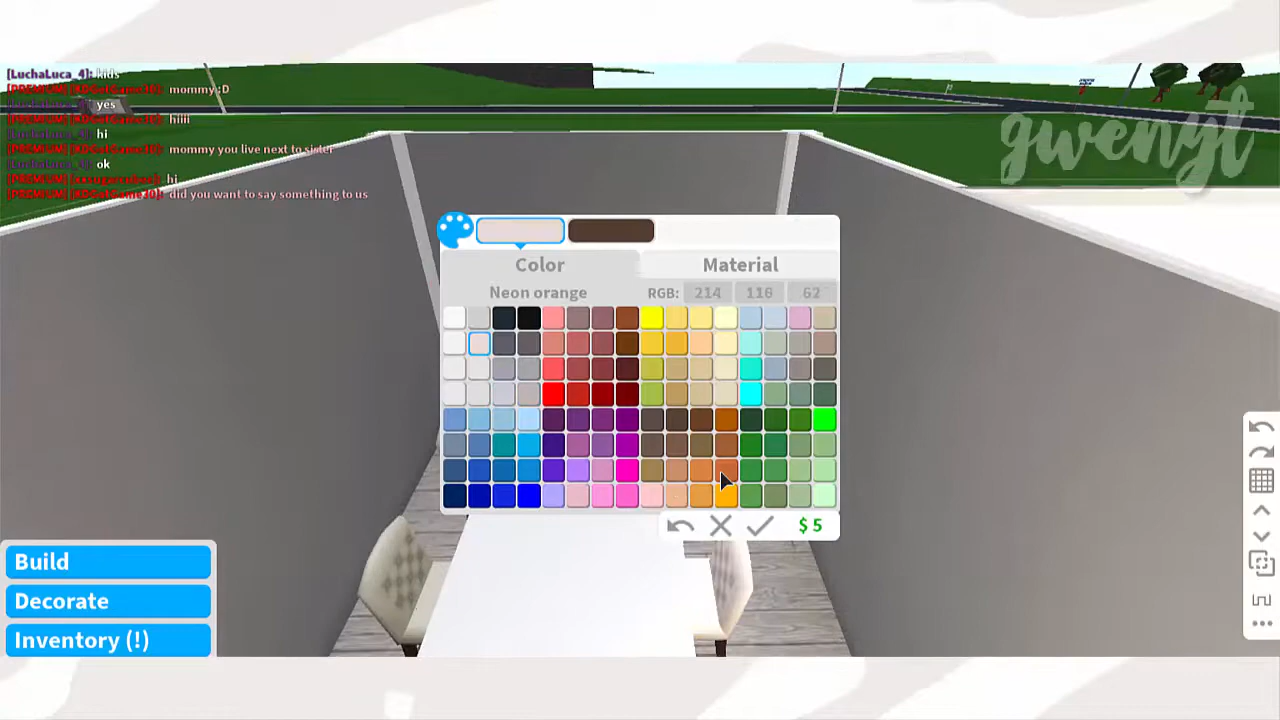 [LuchaLuca_4]: kids
mommy :D
yes
hiiii
hi
mommy you live next to sister
ok
hi
did you want to say something to us
gwenyt
Color
Material
Neon orange
RGB: 214 116 62
$ 5
Build
Decorate
Inventory (!)